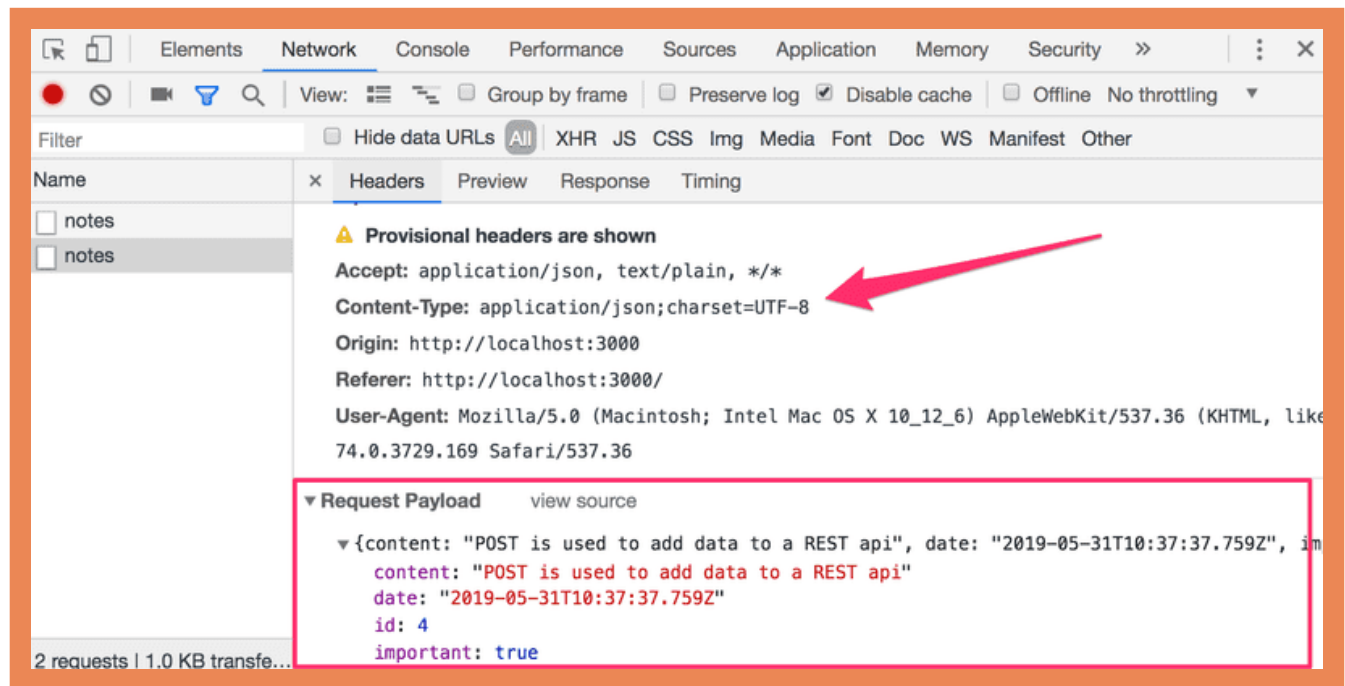 Elements Network Console Performance Sources Application Memory Security »
View: Group by frame Preserve log Disable cache Offline No throttling
Filter Hide data URLs All XHR JS CSS Img Media Font Doc WS Manifest Other
Name × Headers Preview Response Timing
notes
notes
Provisional headers are shown
Accept: application/json, text/plain, */*
Content-Type: application/json;charset=UTF-8
Origin: http://localhost:3000
Referer: http://localhost:3000/
User-Agent: Mozilla/5.0 (Macintosh; Intel Mac OS X 10_12_6) AppleWebKit/537.36 (KHTML, like
74.0.3729.169 Safari/537.36
Request Payload view source
{content: "POST is used to add data to a REST api", date: "2019-05-31T10:37:37.759Z", im
content: "POST is used to add data to a REST api"
date: "2019-05-31T10:37:37.759Z"
id: 4
important: true
2 requests | 1.0 KB transfe...